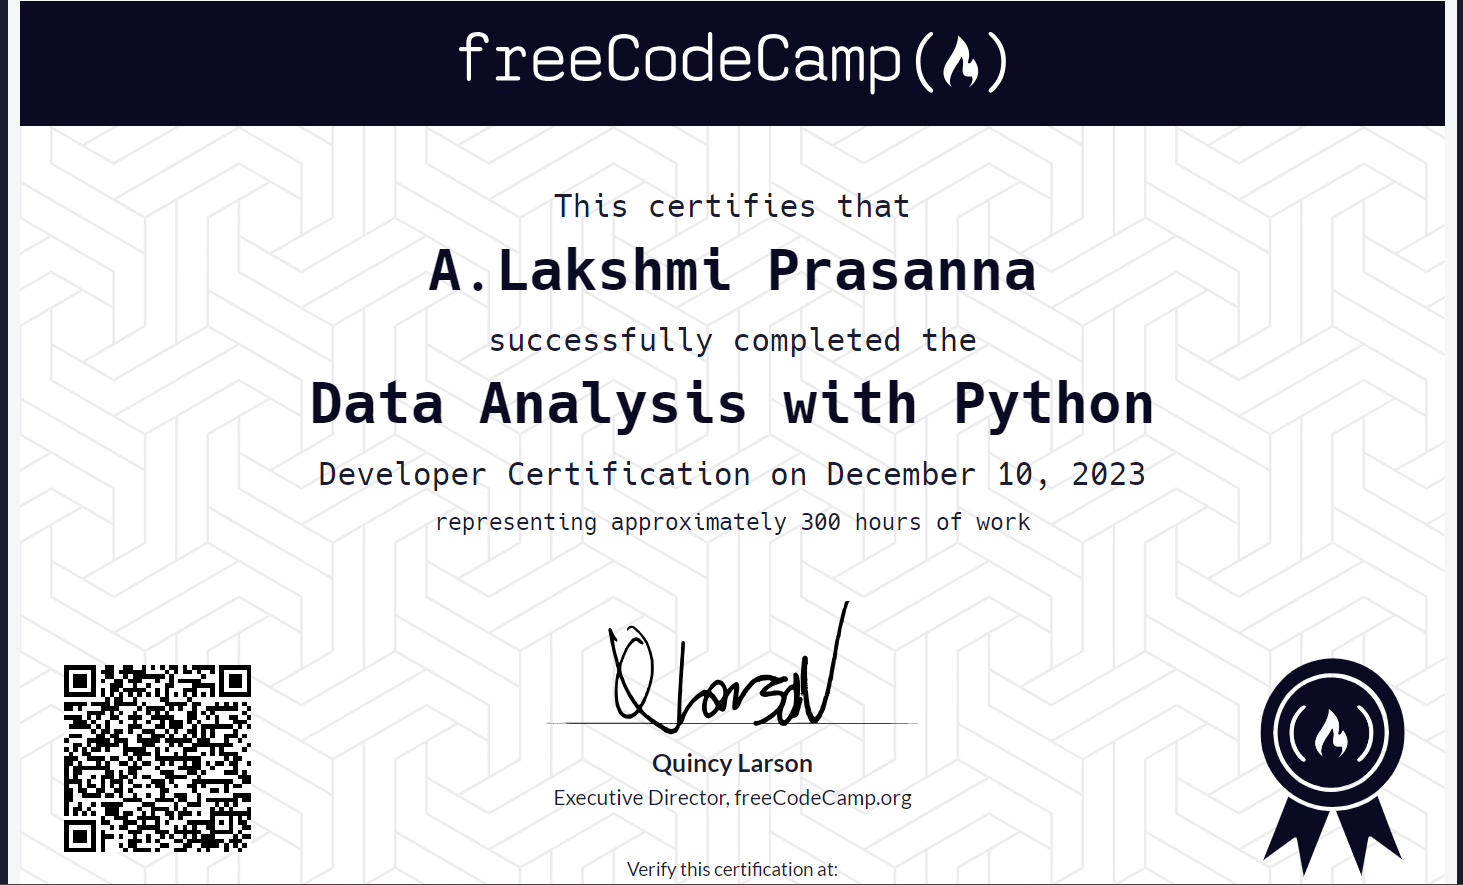 freeCodeCamp
This certifies that
A.Lakshmi Prasanna
successfully completed the
Data Analysis with Python
Developer Certification on December 10, 2023
representing approximately 300 hours of work
Q Larson
Quincy Larson
Executive Director, freeCodeCamp.org
Verify this certification at: